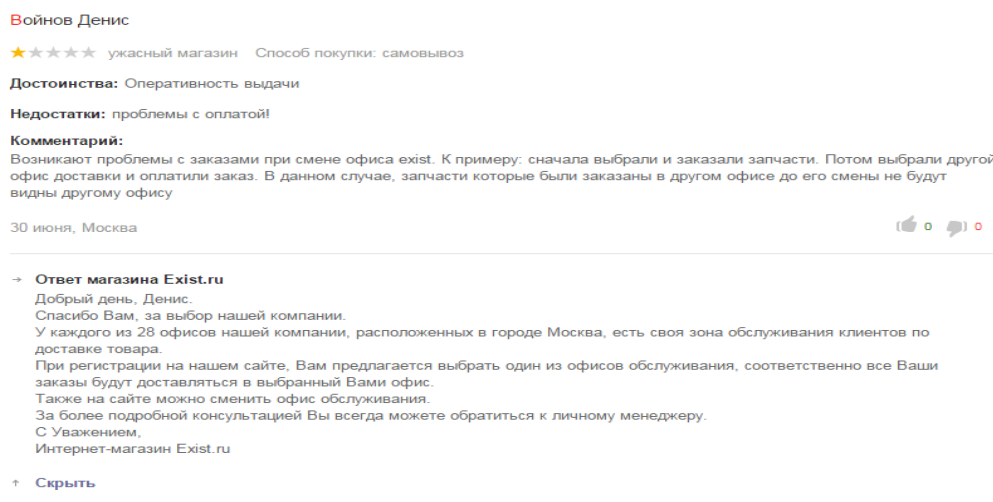 Войнов Денис
ужасный магазин Способ покупки: самовывоз
Достоинства: Оперативность выдачи
Недостатки: проблемы с оплатой!
Комментарий:
Возникают проблемы с заказами при смене офиса exist. К примеру: сначала выбрали и заказали запчасти. Потом выбрали другой
офис доставки и оплатили заказ. В данном случае, запчасти которые были заказаны в другом офисе до его смены не будут
видны другому офису
30 июня, Москва 0 0
Ответ магазина Exist.ru
Добрый день, Денис.
Спасибо Вам, за выбор нашей компании.
У каждого из 28 офисов нашей компании, расположенных в городе Москва, есть своя зона обслуживания клиентов по
доставке товара.
При регистрации на нашем сайте, Вам предлагается выбрать один из офисов обслуживания, соответственно все Ваши
заказы будут доставляться в выбранный Вами офис.
Также на сайте можно сменить офис обслуживания.
За более подробной консультацией Вы всегда можете обратиться к личному менеджеру.
С Уважением,
Интернет-магазин Exist.ru
Скрыть